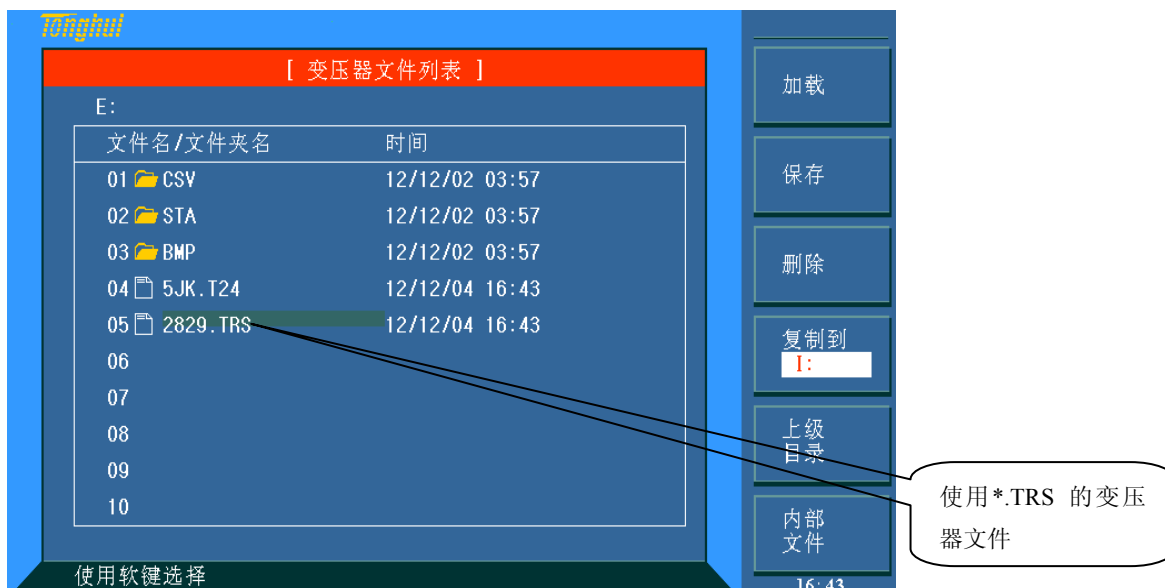 Tonghui
[ 变压器文件列表 ]
E:
文件名/文件夹名 时间
01 CSV 12/12/02 03:57
02 STA 12/12/02 03:57
03 BMP 12/12/02 03:57
04 5JK.T24 12/12/04 16:43
05 2829.TRS 12/12/04 16:43
06
07
08
09
10
使用软键选择
加载
保存
删除
复制到
I:
上级
目录
内部
文件
16:43
使用*.TRS 的变压
器文件